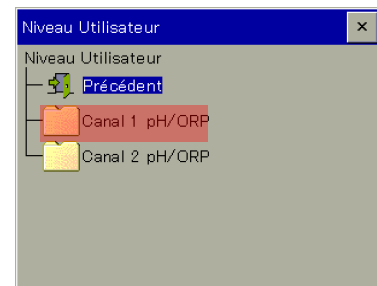 Niveau Utilisateur
Niveau Utilisateur
Précédent
Canal 1 pH/ORP
Canal 2 pH/ORP